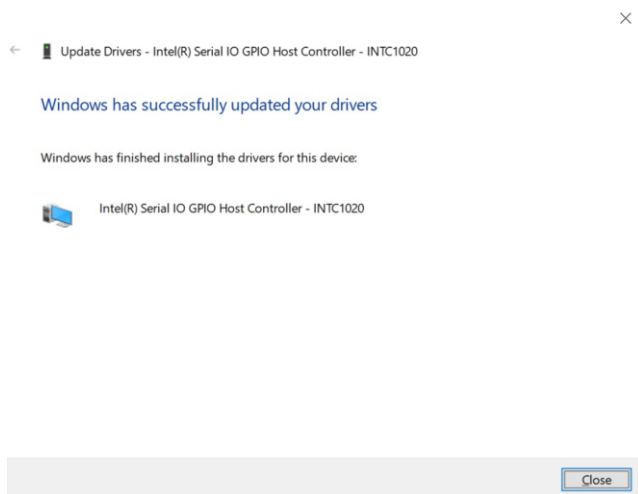 Update Drivers - Intel(R) Serial IO GPIO Host Controller - INTC1020
Windows has successfully updated your drivers
Windows has finished installing the drivers for this device:
Intel(R) Serial IO GPIO Host Controller - INTC1020
Close